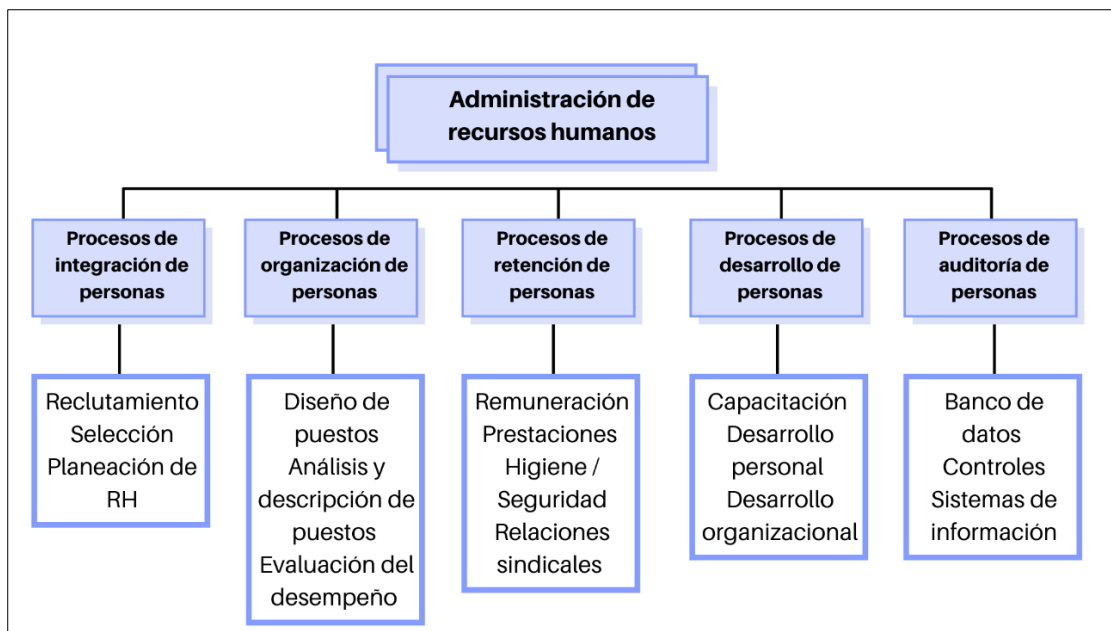 Administración de
recursos humanos
Procesos de
integración de
personas
Procesos de
organización de
personas
Procesos de
retención de
personas
Procesos de
desarrollo de
personas
Procesos de
auditoría de
personas
Reclutamiento
Selección
Planeación de
RH
Diseño de
puestos
Análisis y
descripción de
puestos
Evaluación del
desempeño
Remuneración
Prestaciones
Higiene /
Seguridad
Relaciones
sindicales
Capacitación
Desarrollo
personal
Desarrollo
organizacional
Banco de
datos
Controles
Sistemas de
información